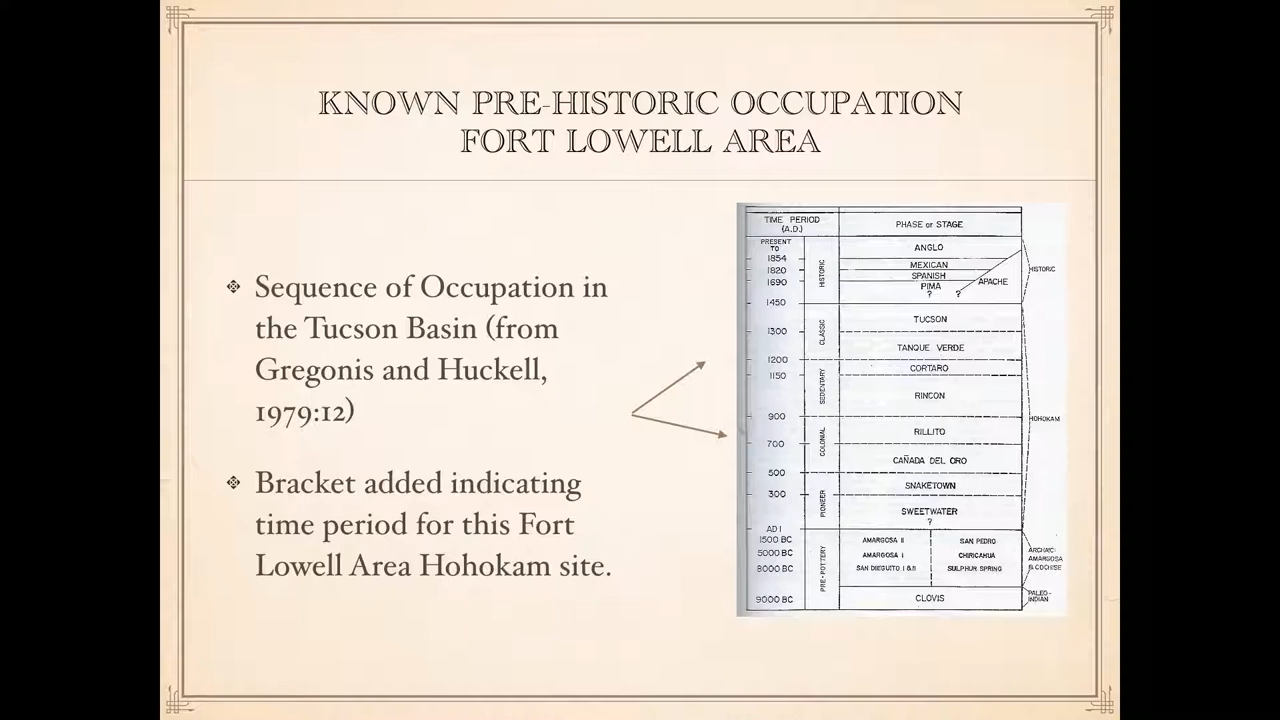 KNOWN PRE-HISTORIC OCCUPATION
FORT LOWELL AREA
Sequence of Occupation in
the Tucson Basin (from
Gregonis and Huckell,
1979:12)
Bracket added indicating
time period for this Fort
Lowell Area Hohokam site.
TIME PERIOD
(A.D.)
PHASE or STAGE
PRESENT
TO
1854
1820
1690
1450
1300
1200
1150
900
700
500
300
AD 1
1500 BC
5000 BC
8000 BC
9000 BC
HISTORIC
CLASSIC
SEDENTARY
COLONIAL
PIONEER
PRE-POTTERY
ANGLO
MEXICAN
SPANISH
PIMA
? ?
APACHE
TUCSON
TANQUE VERDE
CORTARO
RINCON
RILLITO
CAÑADA DEL ORO
SNAKETOWN
SWEETWATER
?
AMARGOSA II SAN PEDRO
AMARGOSA I CHIRICAHUA
SAN DIEGUITO I & II SULPHUR SPRING
CLOVIS
HISTORIC
HOHOKAM
ARCHAIC:
AMARGOSA
& COCHISE
PALEO-
INDIAN